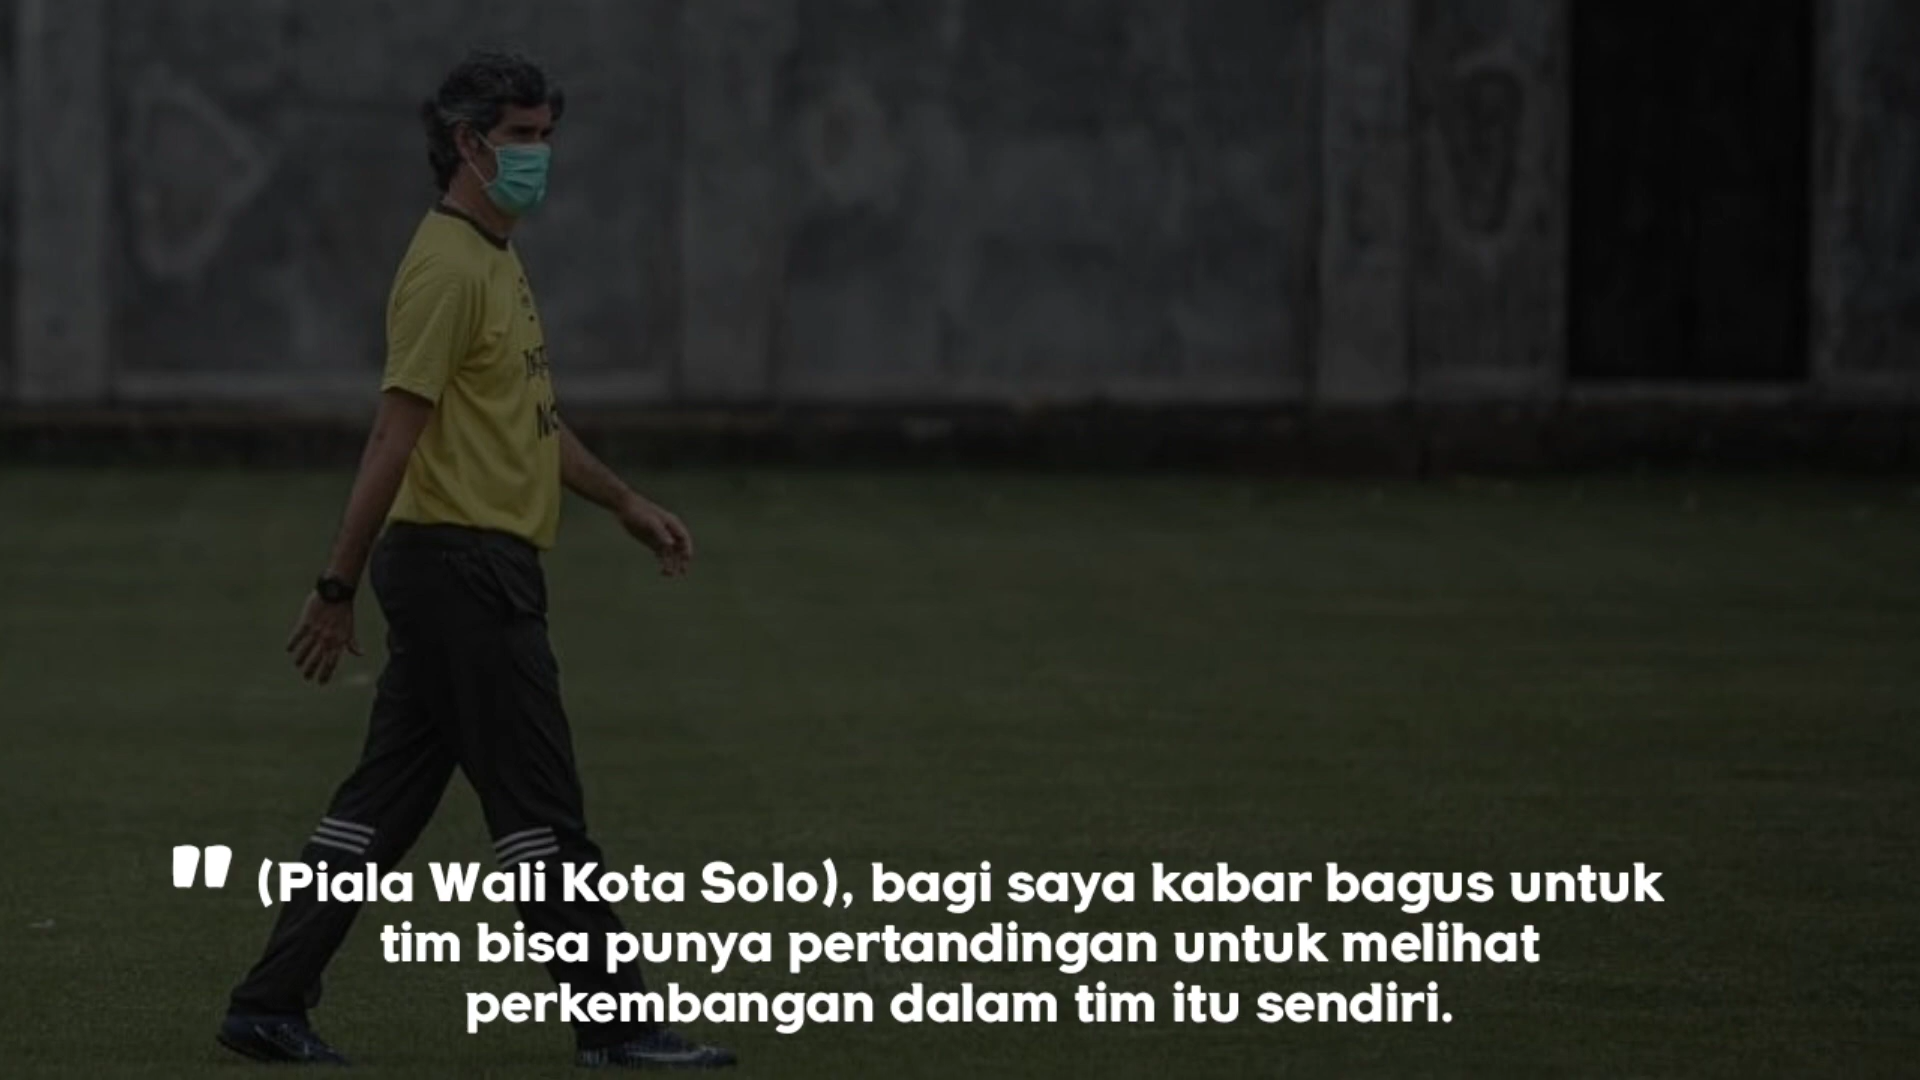 " (Piala Wali Kota Solo), bagi saya kabar bagus untuk
tim bisa punya pertandingan untuk melihat
perkembangan dalam tim itu sendiri.